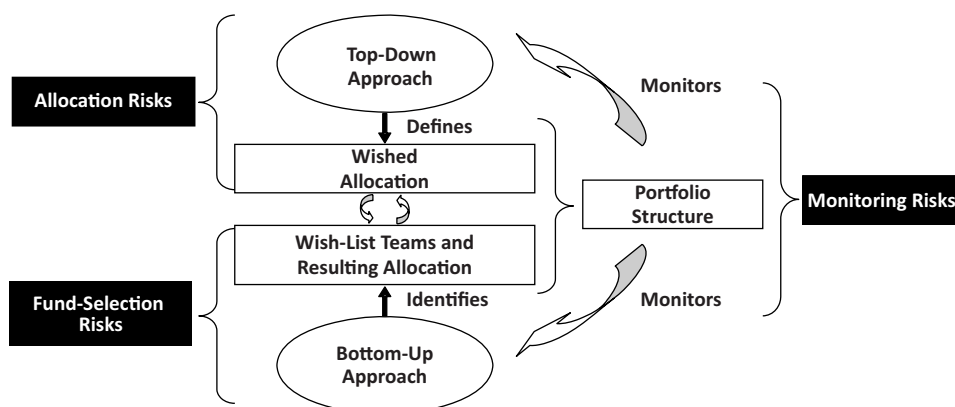 Top-Down
Approach
Allocation Risks
Monitors
Defines
Wished
Allocation
Portfolio
Structure
Monitoring Risks
Wish-List Teams and
Resulting Allocation
Fund-Selection
Risks
Identifies
Monitors
Bottom-Up
Approach